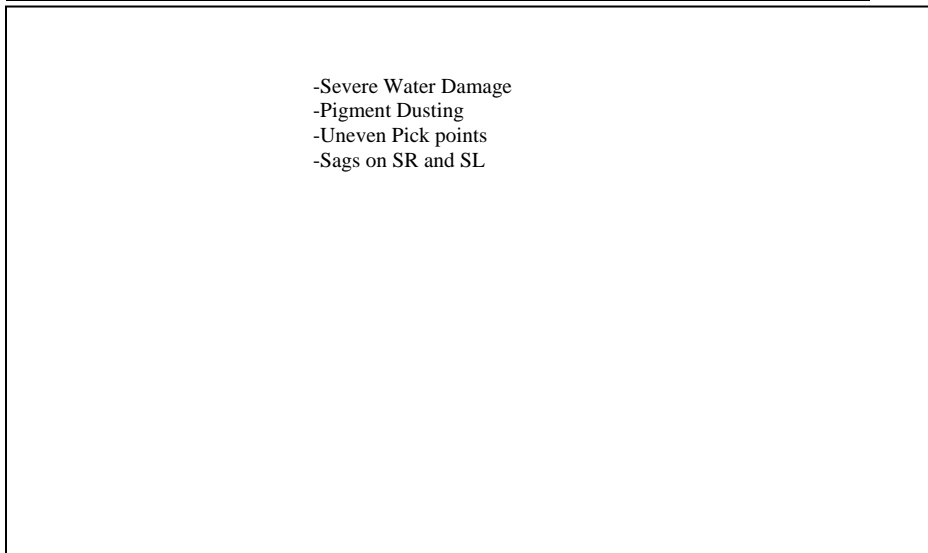 -Severe Water Damage
-Pigment Dusting
-Uneven Pick points
-Sags on SR and SL